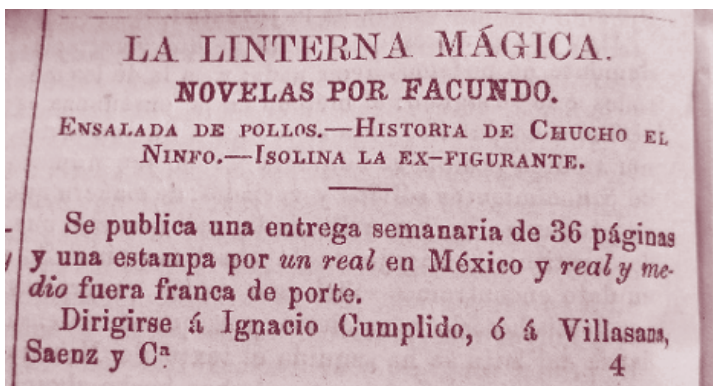 LA LINTERNA MÁGICA.
NOVELAS POR FACUNDO.
ENSALADA DE POLLOS.—HISTORIA DE CHUCHO EL
NINFO.—ISOLINA LA EX-FIGURANTE.
Se publica una entrega semanaria de 36 páginas
y una estampa por un real en México y real y me-
dio fuera franca de porte.
Dirigirse á Ignacio Cumplido, ó á Villasana,
Saenz y Cª
4